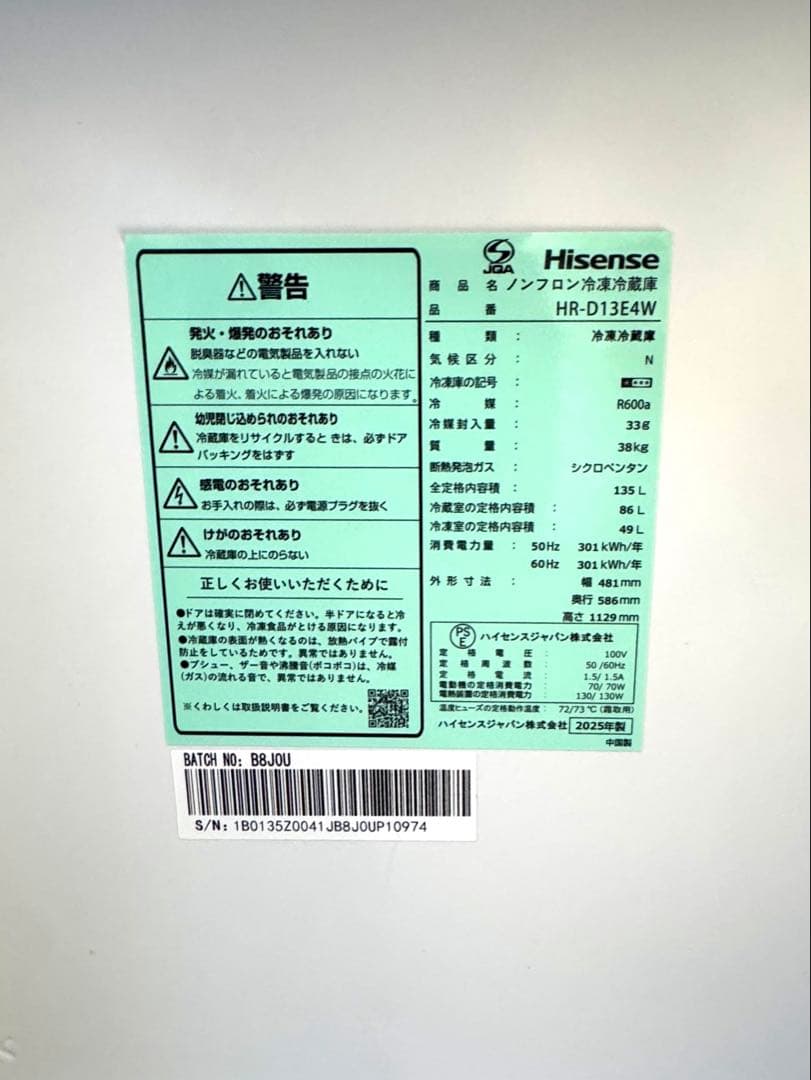 警告
発火・爆発のおそれあり
脱臭器などの電気製品を入れない
冷媒が漏れていると電気製品の接点の火花に
よる着火、着火による爆発の原因になります。
幼児閉じ込められのおそれあり
冷蔵庫をリサイクルするとき は、必ずドア
パッキングをはずす
感電のおそれあり
お手入れの際は、必ず電源プラグを抜く
けがのおそれあり
冷蔵庫の上にのらない
正しくお使いいただくために
●ドアは確実に閉めてください。半ドアになると冷
えが悪くなり、冷凍食品がとける原因になります。
●冷蔵庫の表面が熱くなるのは、放熱パイプで露付
防止をしているためです。異常ではありません。
●プシュー、ザー音や沸騰音(ポコポコ)は、冷媒
(ガス)の流れる音で、異常ではありません。
※くわしくは取扱説明書をご覧ください。
JQA Hisense
商品名 ノンフロン冷凍冷蔵庫
品番 HR-D13E4W
種類 : 冷凍冷蔵庫
気候区分 : N
冷凍庫の記号 :
冷媒 : R600a
冷媒封入量 : 33g
質量 : 38kg
断熱発泡ガス : シクロペンタン
全定格内容積 : 135 L
冷蔵室の定格内容積 : 86 L
冷凍室の定格内容積 : 49 L
消費電力量 : 50Hz 301 kWh/年
60Hz 301 kWh/年
外形寸法 : 幅 481mm
奥行 586mm
高さ 1129mm
PSE ハイセンスジャパン株式会社
定格電圧 : 100V
定格周波数 : 50/60Hz
定格電流 : 1.5/1.5A
電動機の定格消費電力 : 70/70W
電熱装置の定格消費電力 : 130/130W
温度ヒューズの定格動作温度 : 72/73℃(霜取用)
ハイセンスジャパン株式会社 2025年製
中国製
BATCH NO: B8J0U
S/N: 1B0135Z0041JB8J0UP10974